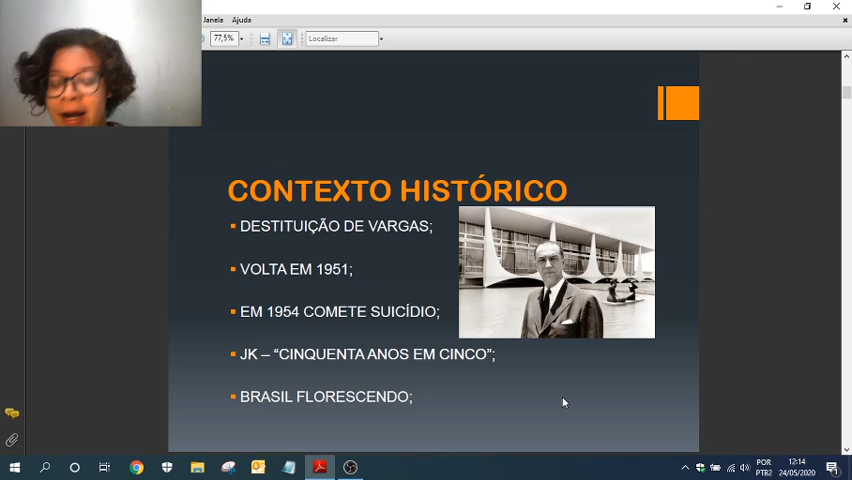 Janela Ajuda
77,5%
Localizar
CONTEXTO HISTÓRICO
DESTITUIÇÃO DE VARGAS;
VOLTA EM 1951;
EM 1954 COMETE SUICÍDIO;
JK – “CINQUENTA ANOS EM CINCO”;
BRASIL FLORESCENDO;
POR
PTB2
12:14
24/05/2020
1